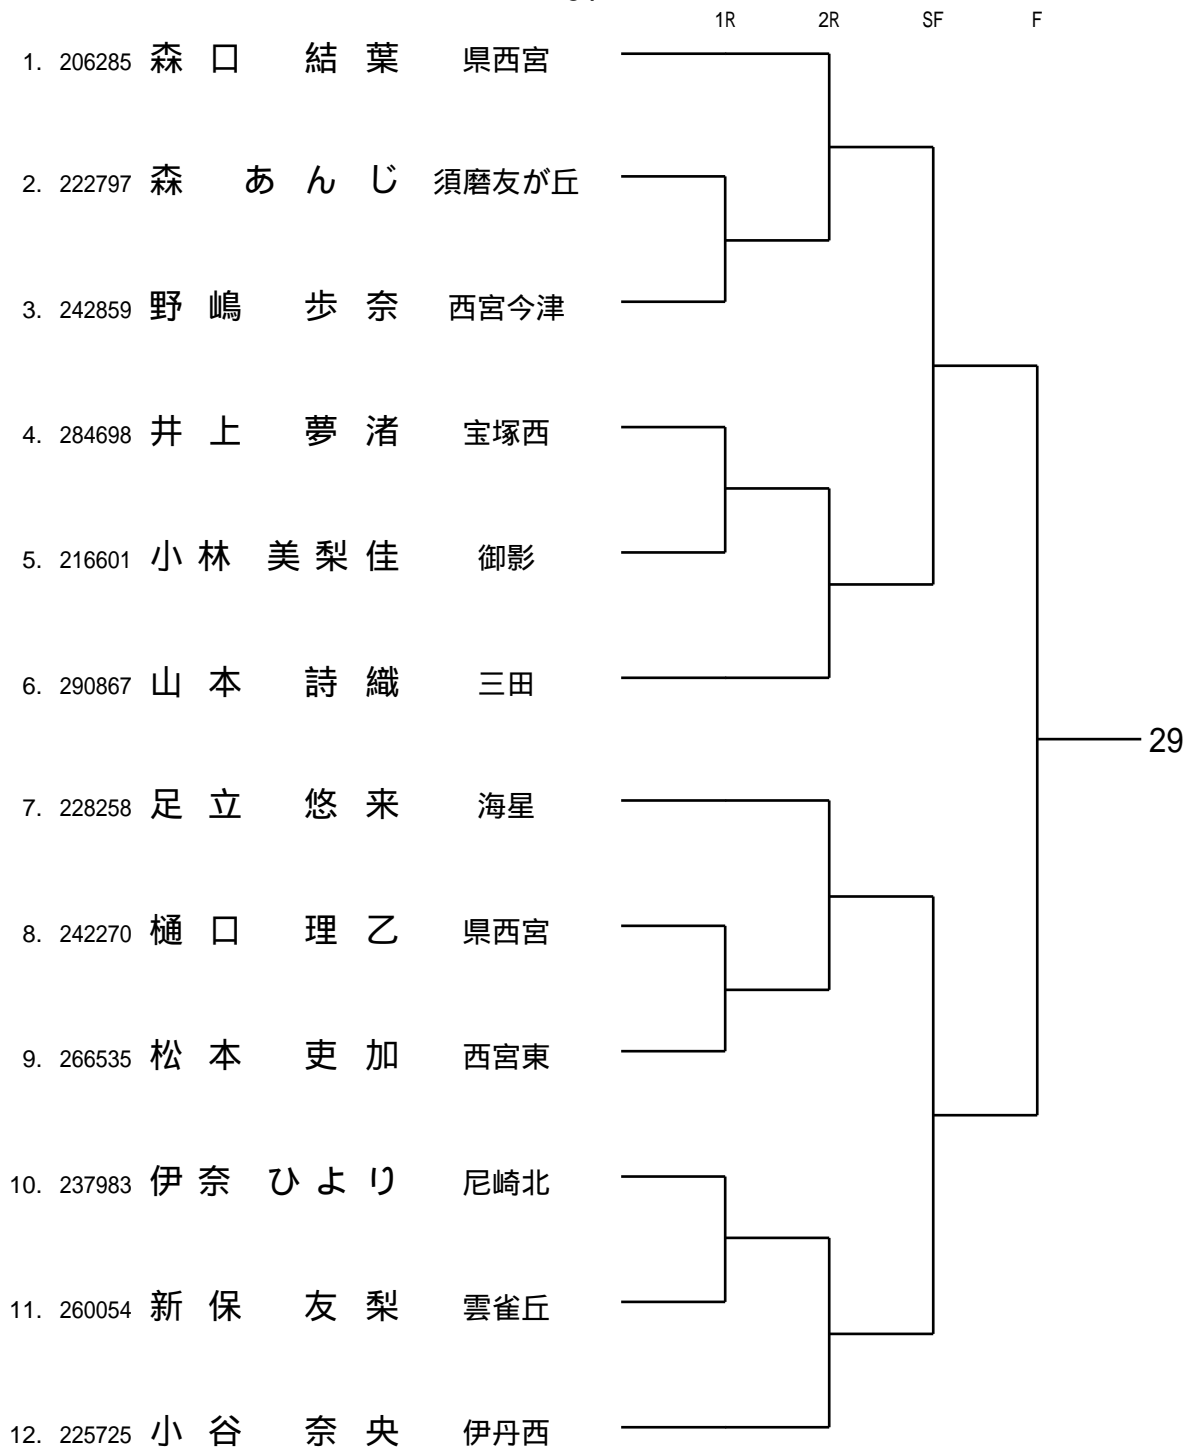 1R 2R SF F
1. 206285 森口 結葉 県西宮
2. 222797 森 あんじ 須磨友が丘
3. 242859 野嶋 歩奈 西宮今津
4. 284698 井上 夢渚 宝塚西
5. 216601 小林 美梨佳 御影
6. 290867 山本 詩織 三田
29
7. 228258 足立 悠来 海星
8. 242270 樋口 理乙 県西宮
9. 266535 松本 吏加 西宮東
10. 237983 伊奈 ひより 尼崎北
11. 260054 新保 友梨 雲雀丘
12. 225725 小谷 奈央 伊丹西